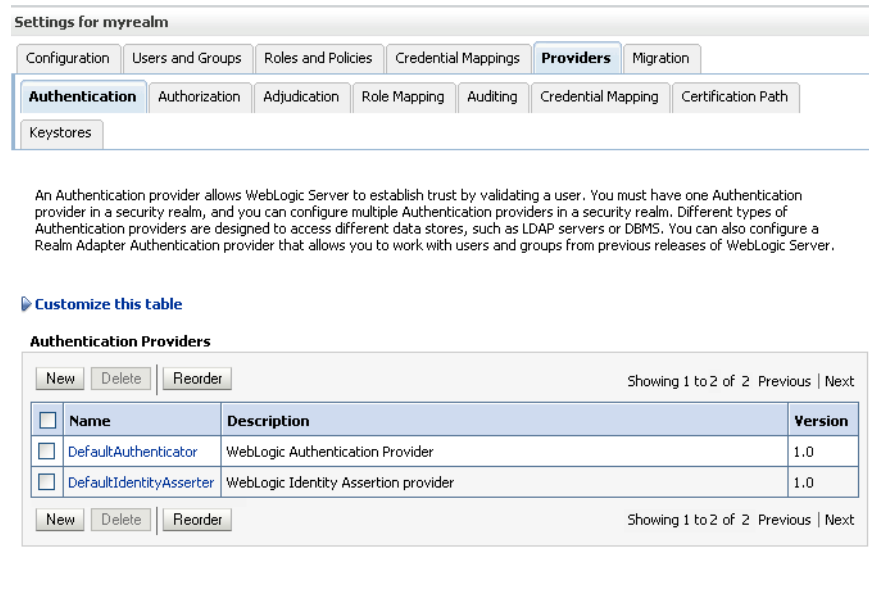 Settings for myrealm
Configuration Users and Groups Roles and Policies Credential Mappings Providers Migration
Authentication Authorization Adjudication Role Mapping Auditing Credential Mapping Certification Path
Keystores
An Authentication provider allows WebLogic Server to establish trust by validating a user. You must have one Authentication
provider in a security realm, and you can configure multiple Authentication providers in a security realm. Different types of
Authentication providers are designed to access different data stores, such as LDAP servers or DBMS. You can also configure a
Realm Adapter Authentication provider that allows you to work with users and groups from previous releases of WebLogic Server.
Customize this table
Authentication Providers
New Delete Reorder Showing 1 to 2 of 2 Previous | Next
Name Description Version
DefaultAuthenticator WebLogic Authentication Provider 1.0
DefaultIdentityAsserter WebLogic Identity Assertion provider 1.0
New Delete Reorder Showing 1 to 2 of 2 Previous | Next